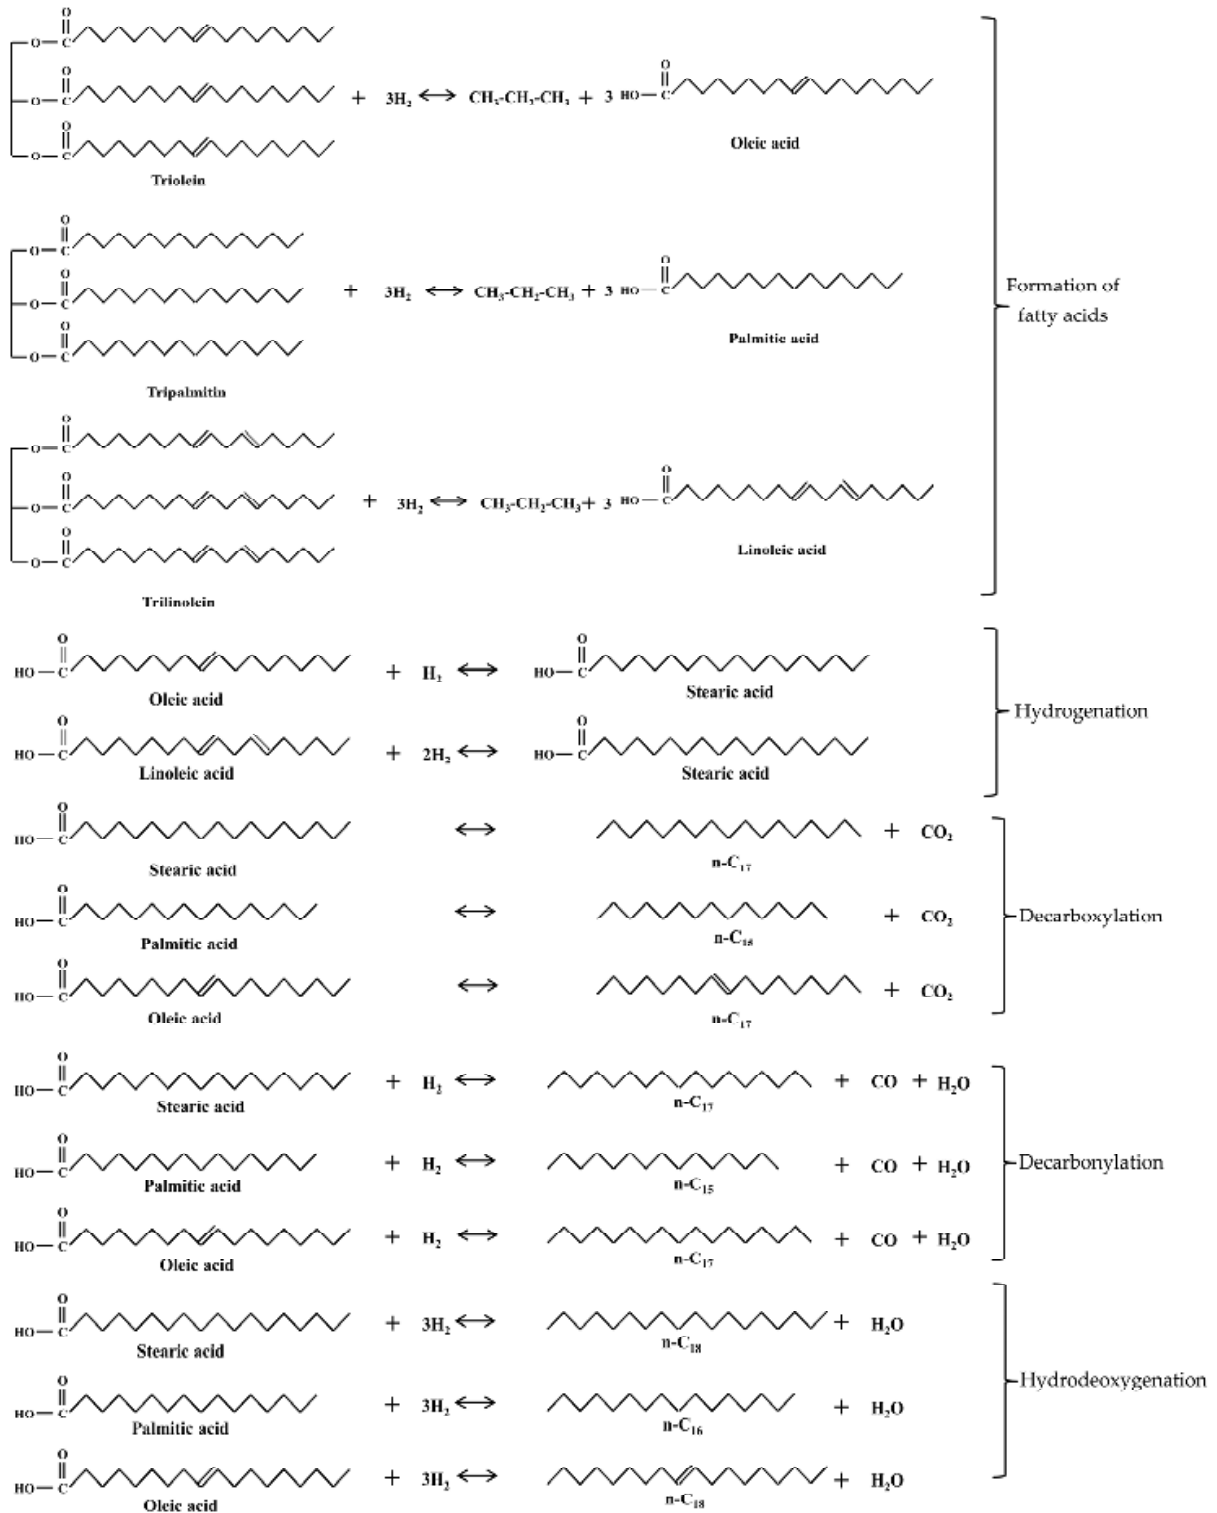 O
O
C
O
O
C
+ 3H₂ ↔ CH₃-CH₂-CH₃ + 3 HO C O
O
O
C
Oleic acid
Triolein
O
O
C
O
O
C
+ 3H₂ ↔ CH₃-CH₂-CH₃ + 3 HO C O
O
O
C
Palmitic acid
Tripalmitin
Formation of
fatty acids
O
O
C
O
O
C
+ 3H₂ ↔ CH₃-CH₂-CH₃ + 3 HO C O
O
O
C
Linoleic acid
Trilinolein
O O
HO C + H₂ ↔ HO C
Oleic acid Stearic acid
Hydrogenation
O O
HO C + 2H₂ ↔ HO C
Linoleic acid Stearic acid
O
HO C ↔ + CO₂
Stearic acid n-C₁₇
O
HO C ↔ + CO₂
Decarboxylation
Palmitic acid n-C₁₅
O
HO C ↔ + CO₂
Oleic acid n-C₁₇
O
HO C + H₂ ↔ + CO + H₂O
Stearic acid n-C₁₇
O
HO C + H₂ ↔ + CO + H₂O
Decarbonylation
Palmitic acid n-C₁₅
O
HO C + H₂ ↔ + CO + H₂O
Oleic acid n-C₁₇
O
HO C + 3H₂ ↔ + H₂O
Stearic acid n-C₁₈
Hydrodeoxygenation
O
HO C + 3H₂ ↔ + H₂O
Palmitic acid n-C₁₆
O
HO C + 3H₂ ↔ + H₂O
Oleic acid n-C₁₈